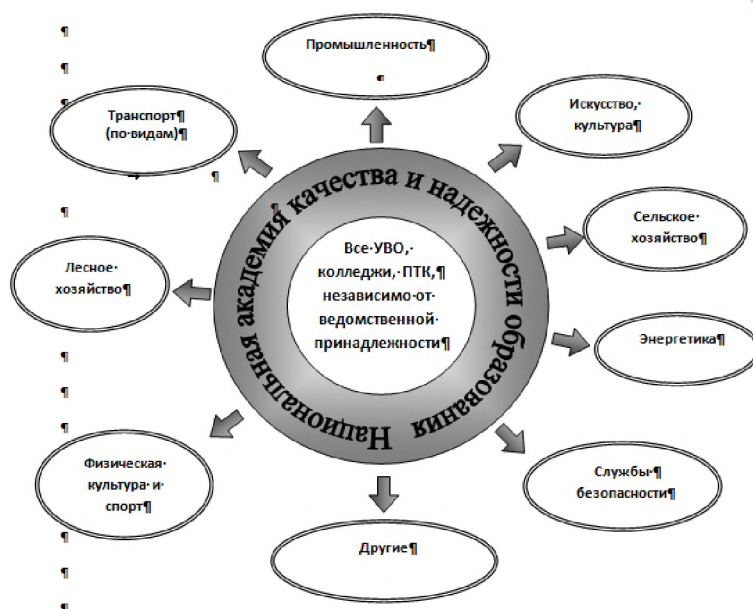 Промышленность¶
¶
Транспорт¶
(по·видам)¶
Искусство,·
культура¶
Национальная академия качества и надежности образования
Все·УВО,·
колледжи,·ПТК,¶
независимо·от·
ведомственной·
принадлежности¶
Сельское·
хозяйство¶
Лесное·
хозяйство¶
Энергетика¶
Физическая·
культура·и·
спорт¶
Службы·¶
безопасности¶
Другие¶